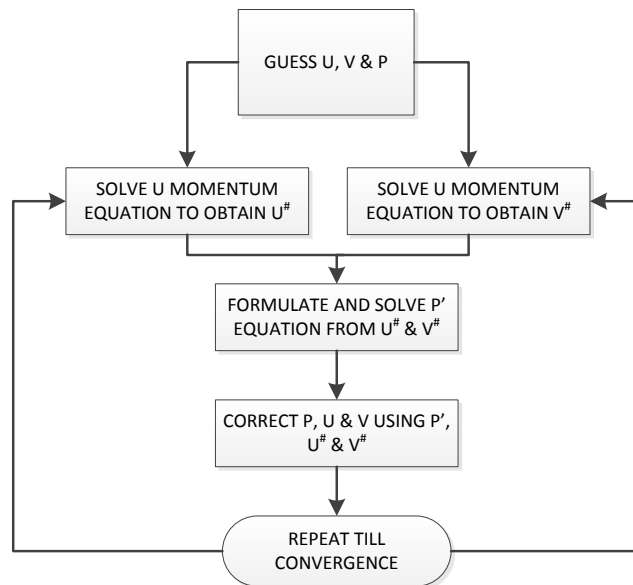 GUESS U, V & P
SOLVE U MOMENTUM
EQUATION TO OBTAIN U#
SOLVE U MOMENTUM
EQUATION TO OBTAIN V#
FORMULATE AND SOLVE P’
EQUATION FROM U# & V#
CORRECT P, U & V USING P’,
U# & V#
REPEAT TILL
CONVERGENCE